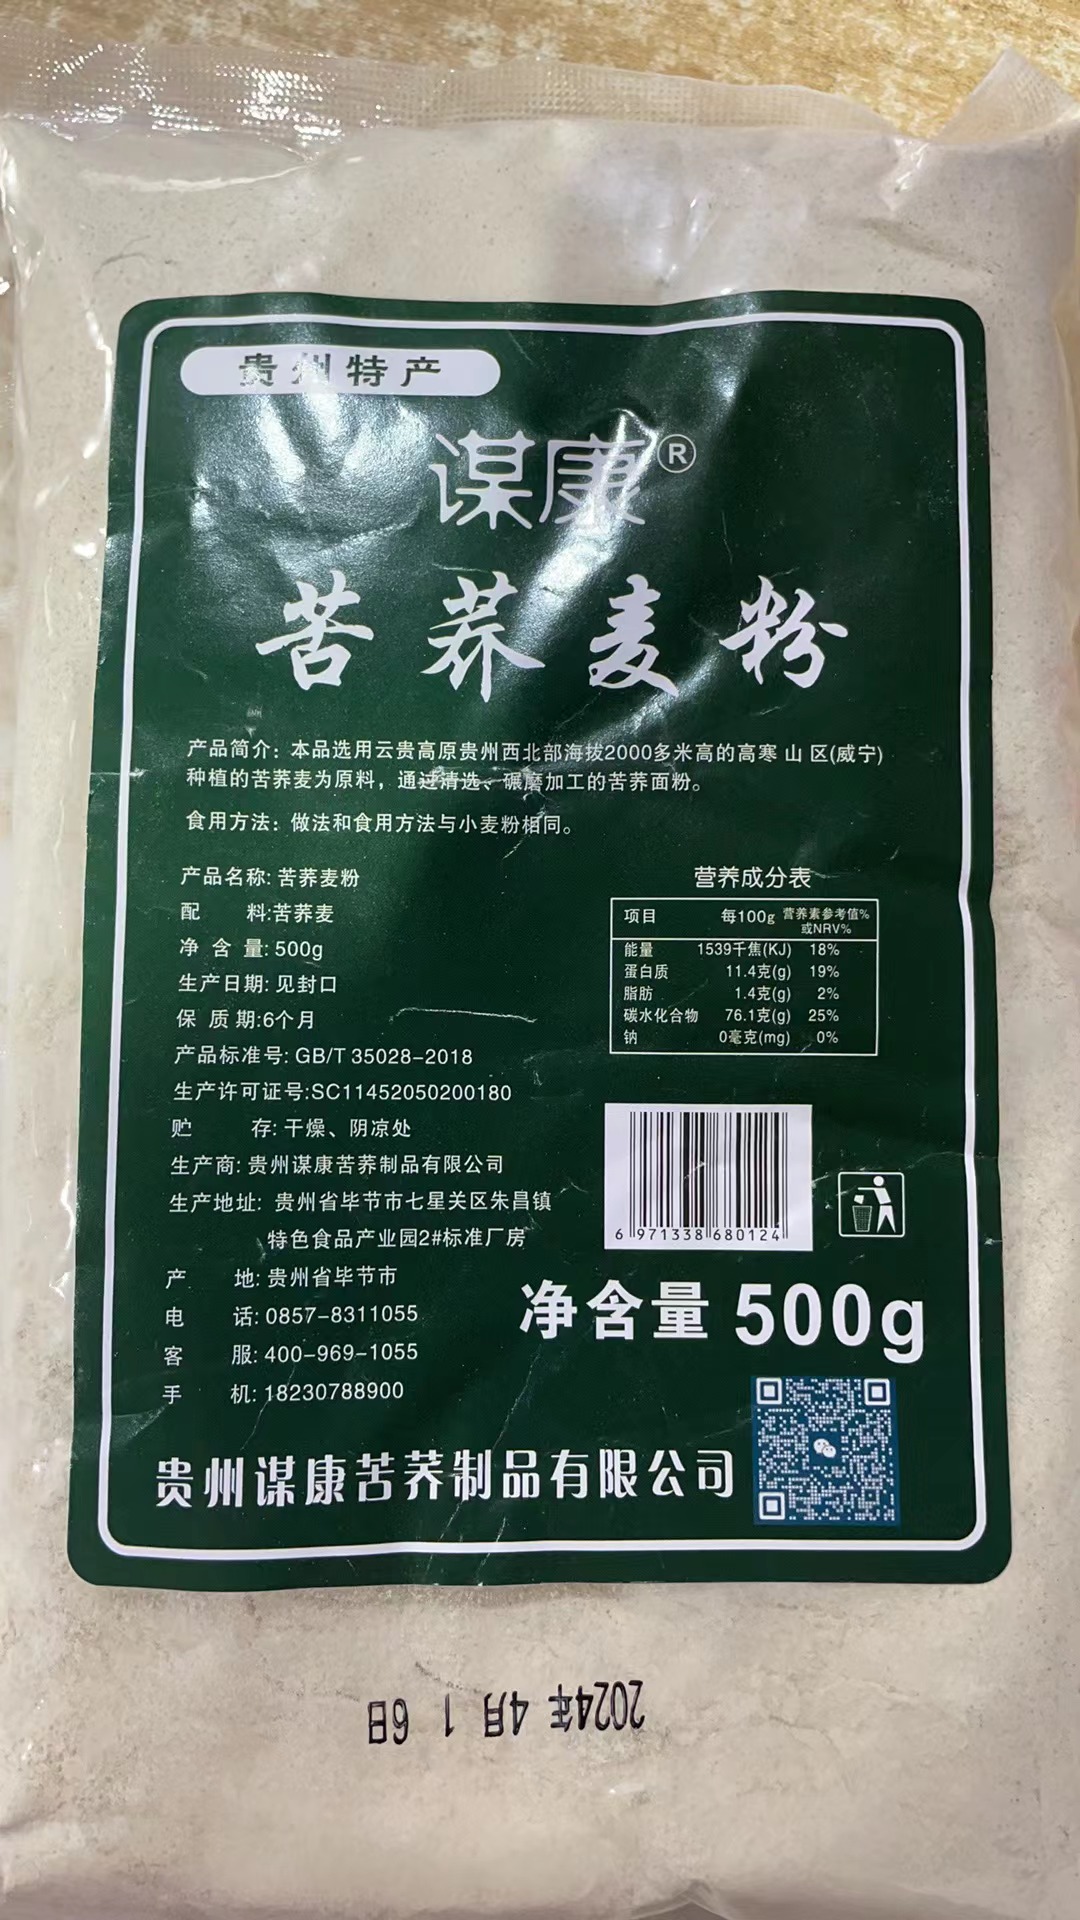 贵州特产
谋康®
苦荞麦粉
产品简介：本品选用云贵高原贵州西北部海拔2000多米高的高寒山区(威宁)
种植的苦荞麦为原料，通过清选、碾磨加工的苦荞面粉。
食用方法：做法和食用方法与小麦粉相同。
产品名称: 苦荞麦粉
配 料:苦荞麦
净 含 量: 500g
生产日期: 见封口
保 质 期:6个月
产品标准号: GB/T 35028-2018
生产许可证号:SC11452050200180
贮 存: 干燥、阴凉处
生产商: 贵州谋康苦荞制品有限公司
生产地址: 贵州省毕节市七星关区朱昌镇
特色食品产业园2#标准厂房
产 地: 贵州省毕节市
电 话: 0857-8311055
客 服: 400-969-1055
手 机: 18230788900
营养成分表
项目 每100g 营养素参考值%
或NRV%
能量 1539千焦(KJ) 18%
蛋白质 11.4克(g) 19%
脂肪 1.4克(g) 2%
碳水化合物 76.1克(g) 25%
钠 0毫克(mg) 0%
6 971338 680124
净含量 500g
贵州谋康苦荞制品有限公司
2024年 4月 1 6日